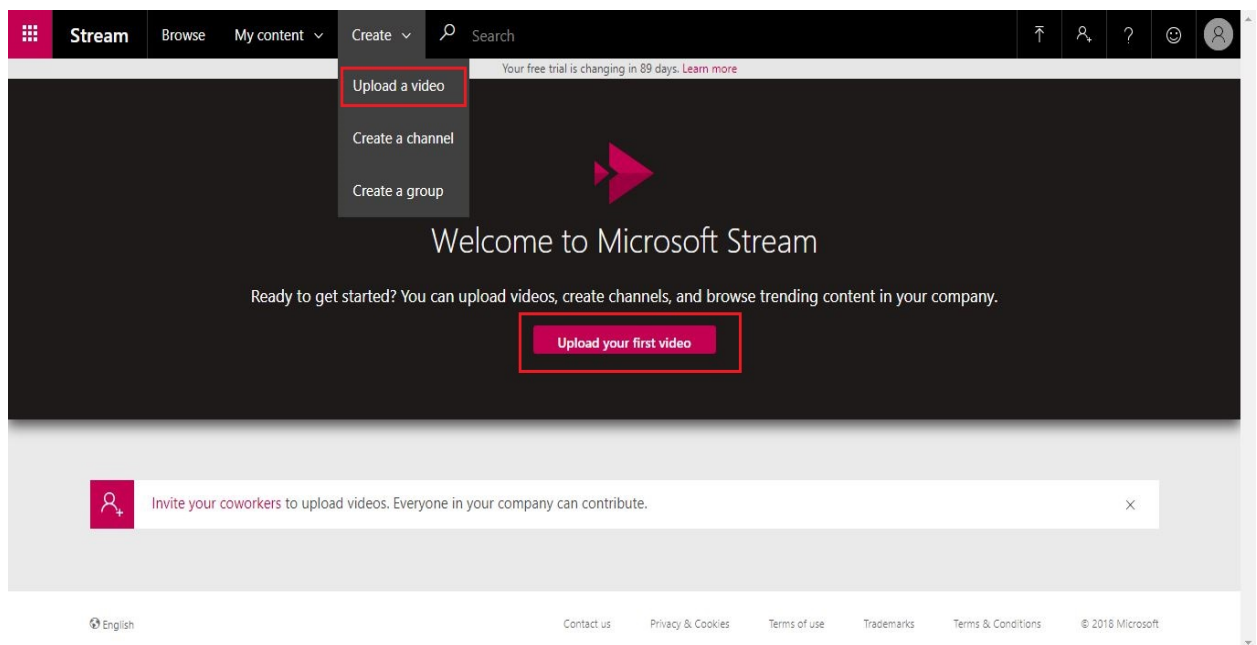 Stream Browse My content Create Search
Your free trial is changing in 89 days. Learn more
Upload a video
Create a channel
Create a group
Welcome to Microsoft Stream
Ready to get started? You can upload videos, create channels, and browse trending content in your company.
Upload your first video
Invite your coworkers to upload videos. Everyone in your company can contribute.
English Contact us Privacy & Cookies Terms of use Trademarks Terms & Conditions © 2018 Microsoft